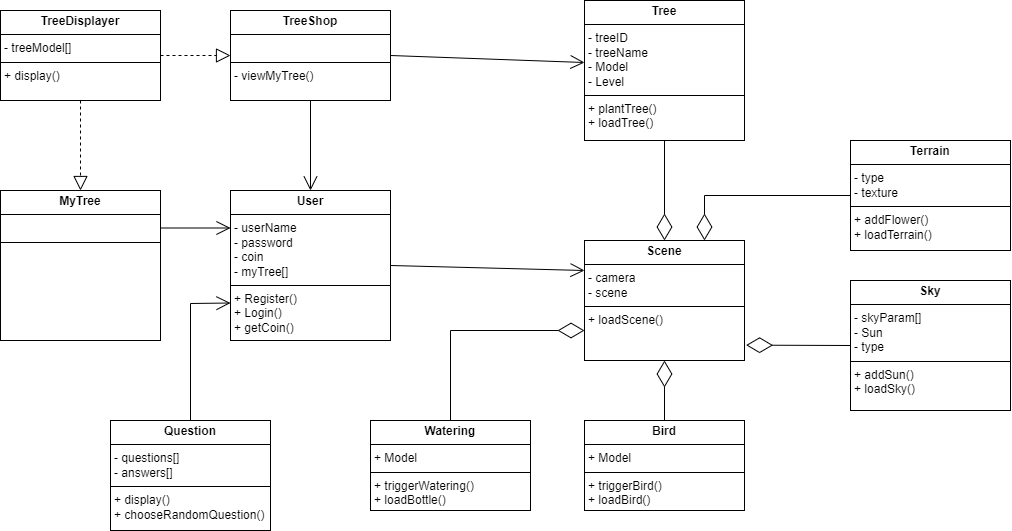 TreeDisplayer
- treeModel[]
+ display()
TreeShop
- viewMyTree()
Tree
- treeID
- treeName
- Model
- Level
+ plantTree()
+ loadTree()
Terrain
- type
- texture
+ addFlower()
+ loadTerrain()
MyTree
User
- userName
- password
- coin
- myTree[]
+ Register()
+ Login()
+ getCoin()
Scene
- camera
- scene
+ loadScene()
Sky
- skyParam[]
- Sun
- type
+ addSun()
+ loadSky()
Question
- questions[]
- answers[]
+ display()
+ chooseRandomQuestion()
Watering
+ Model
+ triggerWatering()
+ loadBottle()
Bird
+ Model
+ triggerBird()
+ loadBird()